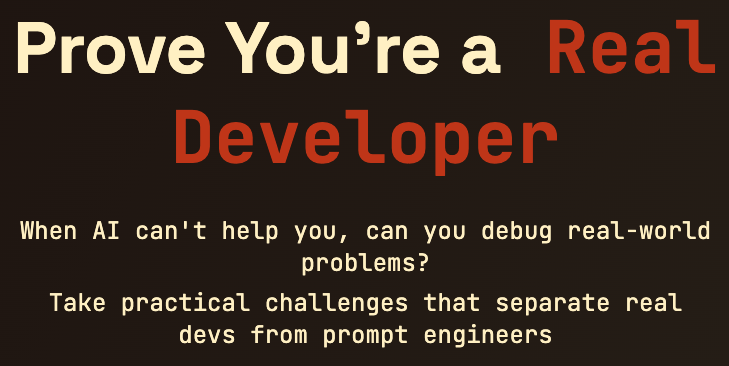 Prove You're a Real
Developer
When AI can't help you, can you debug real-world
problems?
Take practical challenges that separate real
devs from prompt engineers